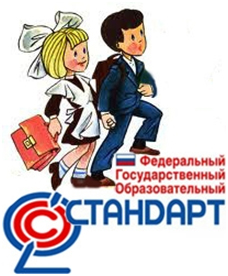 Федеральный
Государственный
Образовательный
СТАНДАРТ